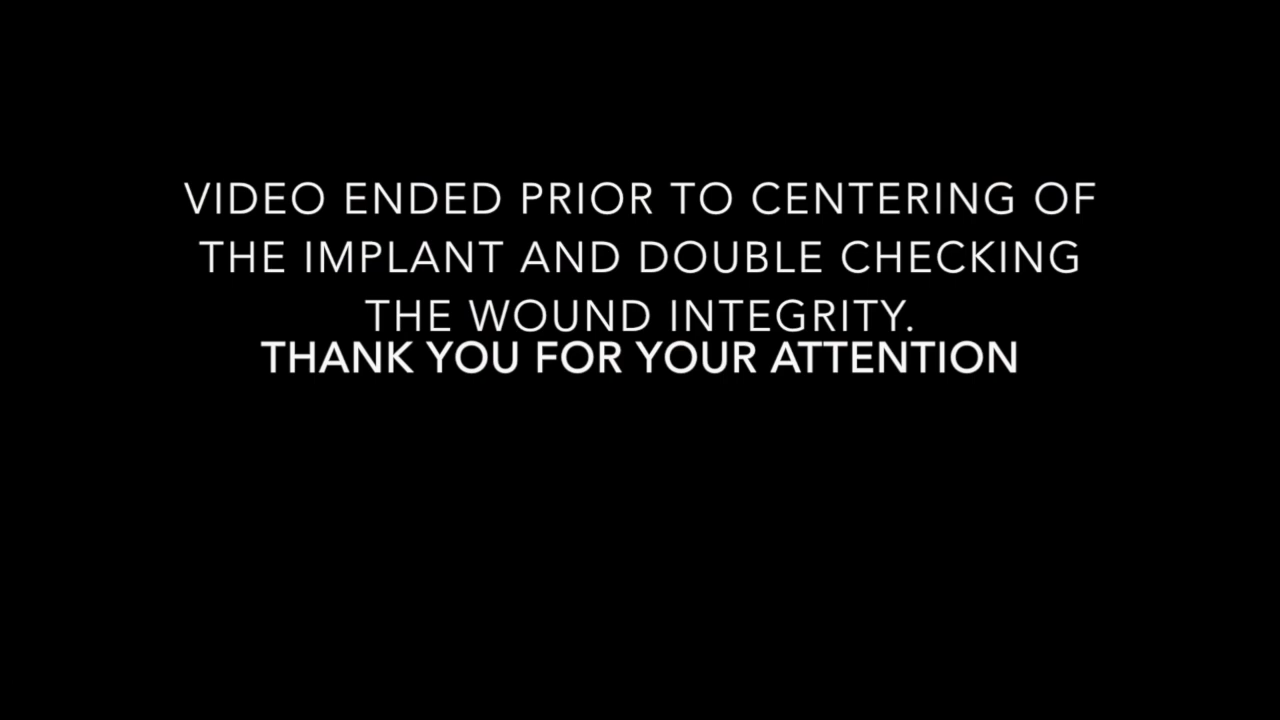 VIDEO ENDED PRIOR TO CENTERING OF
THE IMPLANT AND DOUBLE CHECKING
THE WOUND INTEGRITY.
THANK YOU FOR YOUR ATTENTION